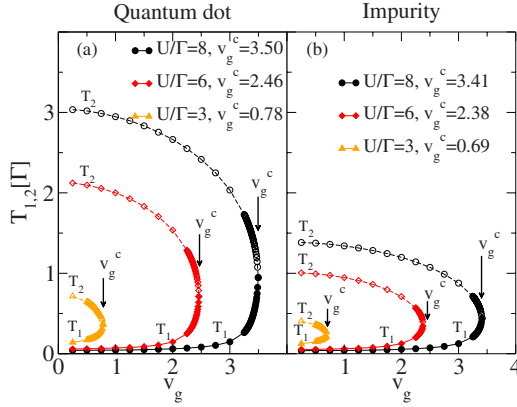 Quantum dot
Impurity
(a)
U/Γ=8, v_g^c=3.50
U/Γ=6, v_g^c=2.46
U/Γ=3, v_g^c=0.78
(b)
U/Γ=8, v_g^c=3.41
U/Γ=6, v_g^c=2.38
U/Γ=3, v_g^c=0.69
T_1,2[Γ]
3
2
1
0
T_2
T_2
T_2
T_1
T_1
T_1
v_g^c
v_g^c
v_g^c
T_2
T_2
T_2
T_1
T_1
T_1
v_g^c
v_g^c
v_g^c
0 1 2 3
0 1 2 3 4
v_g
v_g